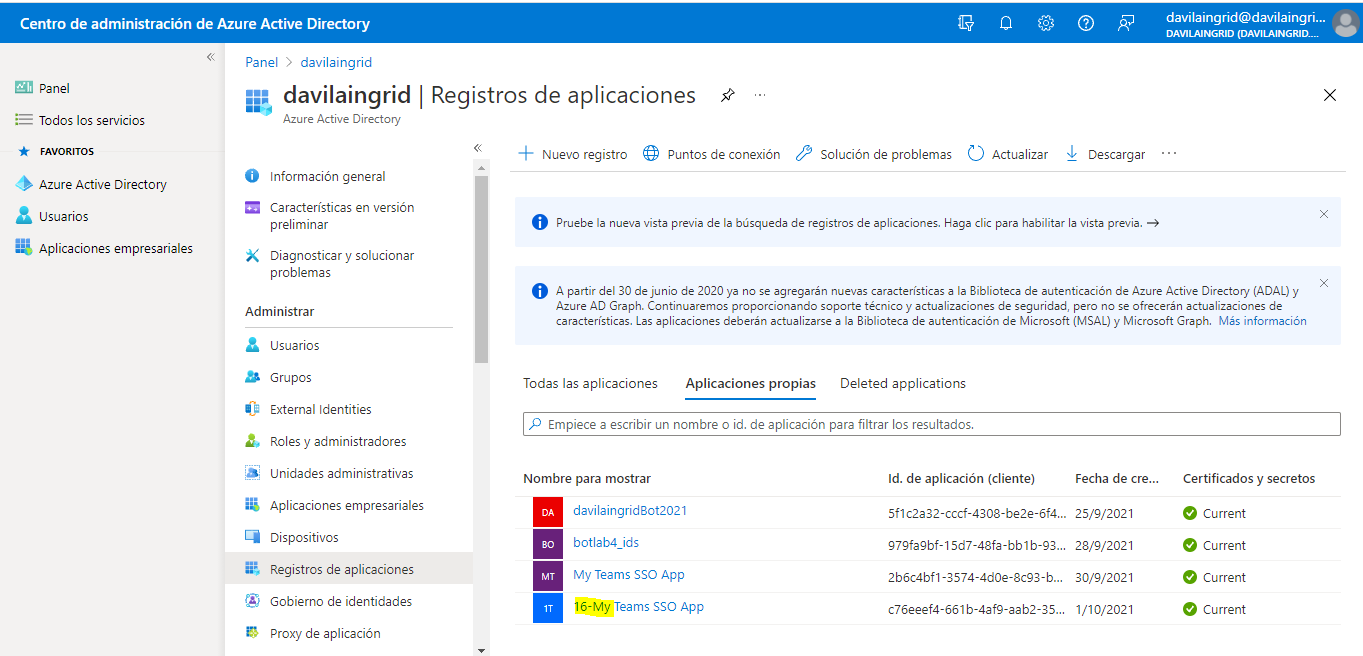 Centro de administración de Azure Active Directory
davilaingrid@davilaingri...
DAVILAINGRID (DAVILAINGRID....
Panel
Todos los servicios
FAVORITOS
Azure Active Directory
Usuarios
Aplicaciones empresariales
Panel > davilaingrid
davilaingrid | Registros de aplicaciones
Azure Active Directory
Información general
Características en versión
preliminar
Diagnosticar y solucionar
problemas
Administrar
Usuarios
Grupos
External Identities
Roles y administradores
Unidades administrativas
Aplicaciones empresariales
Dispositivos
Registros de aplicaciones
Gobierno de identidades
Proxy de aplicación
Nuevo registro Puntos de conexión Solución de problemas Actualizar Descargar
Pruebe la nueva vista previa de la búsqueda de registros de aplicaciones. Haga clic para habilitar la vista previa. →
A partir del 30 de junio de 2020 ya no se agregarán nuevas características a la Biblioteca de autenticación de Azure Active Directory (ADAL) y
Azure AD Graph. Continuaremos proporcionando soporte técnico y actualizaciones de seguridad, pero no se ofrecerán actualizaciones de
características. Las aplicaciones deberán actualizarse a la Biblioteca de autenticación de Microsoft (MSAL) y Microsoft Graph. Más información
Todas las aplicaciones Aplicaciones propias Deleted applications
Empiece a escribir un nombre o id. de aplicación para filtrar los resultados.
Nombre para mostrar Id. de aplicación (cliente) Fecha de cre... Certificados y secretos
DA davilaingridBot2021 5f1c2a32-cccf-4308-be2e-6f4... 25/9/2021 Current
BO botlab4_ids 979fa9bf-15d7-48fa-bb1b-93... 28/9/2021 Current
MT My Teams SSO App 2b6c4bf1-3574-4d0e-8c93-b... 30/9/2021 Current
1T 16-My Teams SSO App c76eeef4-661b-4af9-aab2-35... 1/10/2021 Current